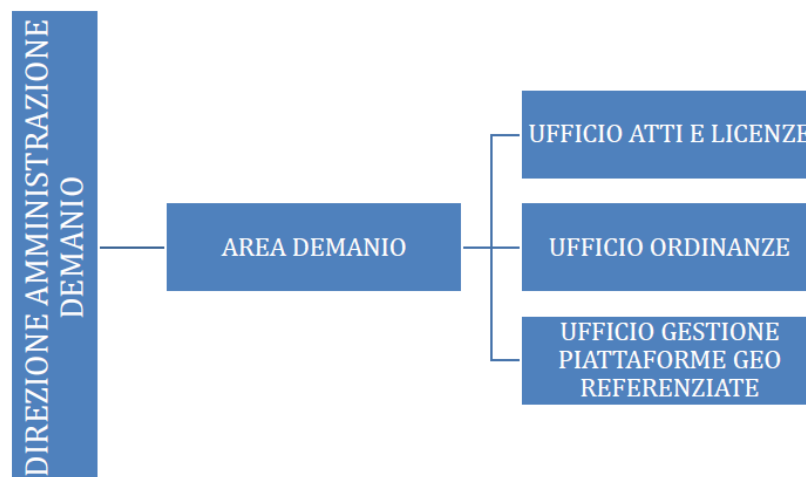 DIREZIONE AMMINISTRAZIONE
DEMANIO
AREA DEMANIO
UFFICIO ATTI E LICENZE
UFFICIO ORDINANZE
UFFICIO GESTIONE
PIATTAFORME GEO
REFERENZIATE